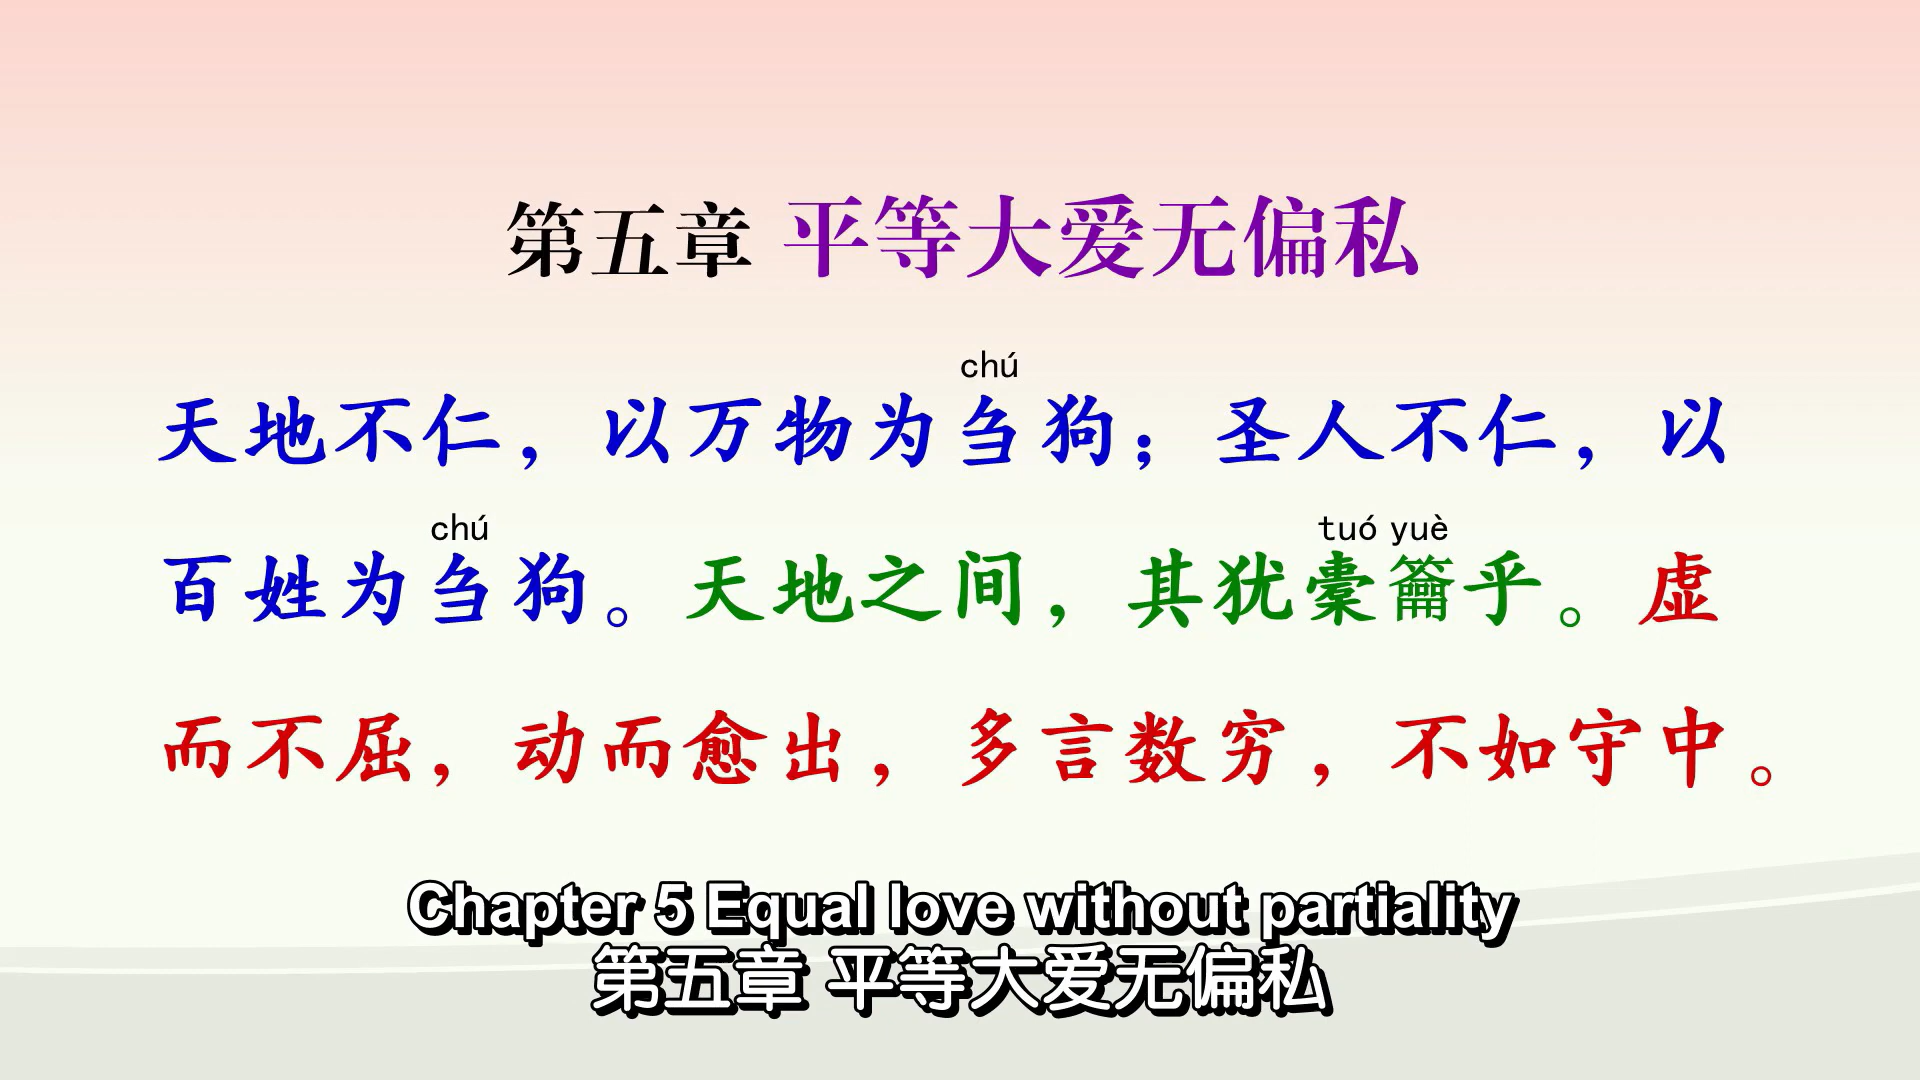 第五章 平等大爱无偏私
chú
天地不仁，以万物为刍狗；圣人不仁，以
chú tuó yuè
百姓为刍狗。天地之间，其犹橐籥乎。虚
而不屈，动而愈出，多言数穷，不如守中。
Chapter 5 Equal love without partiality
第五章 平等大爱无偏私